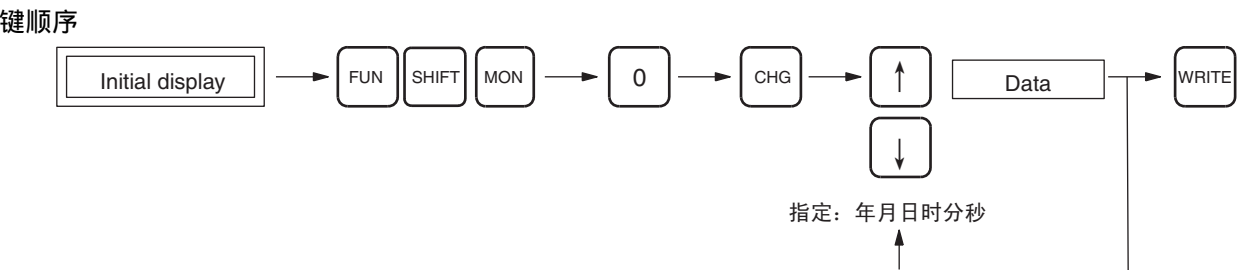 键顺序
Initial display FUN SHIFT MON 0 CHG ↑ Data WRITE
↓
指定：年月日时分秒